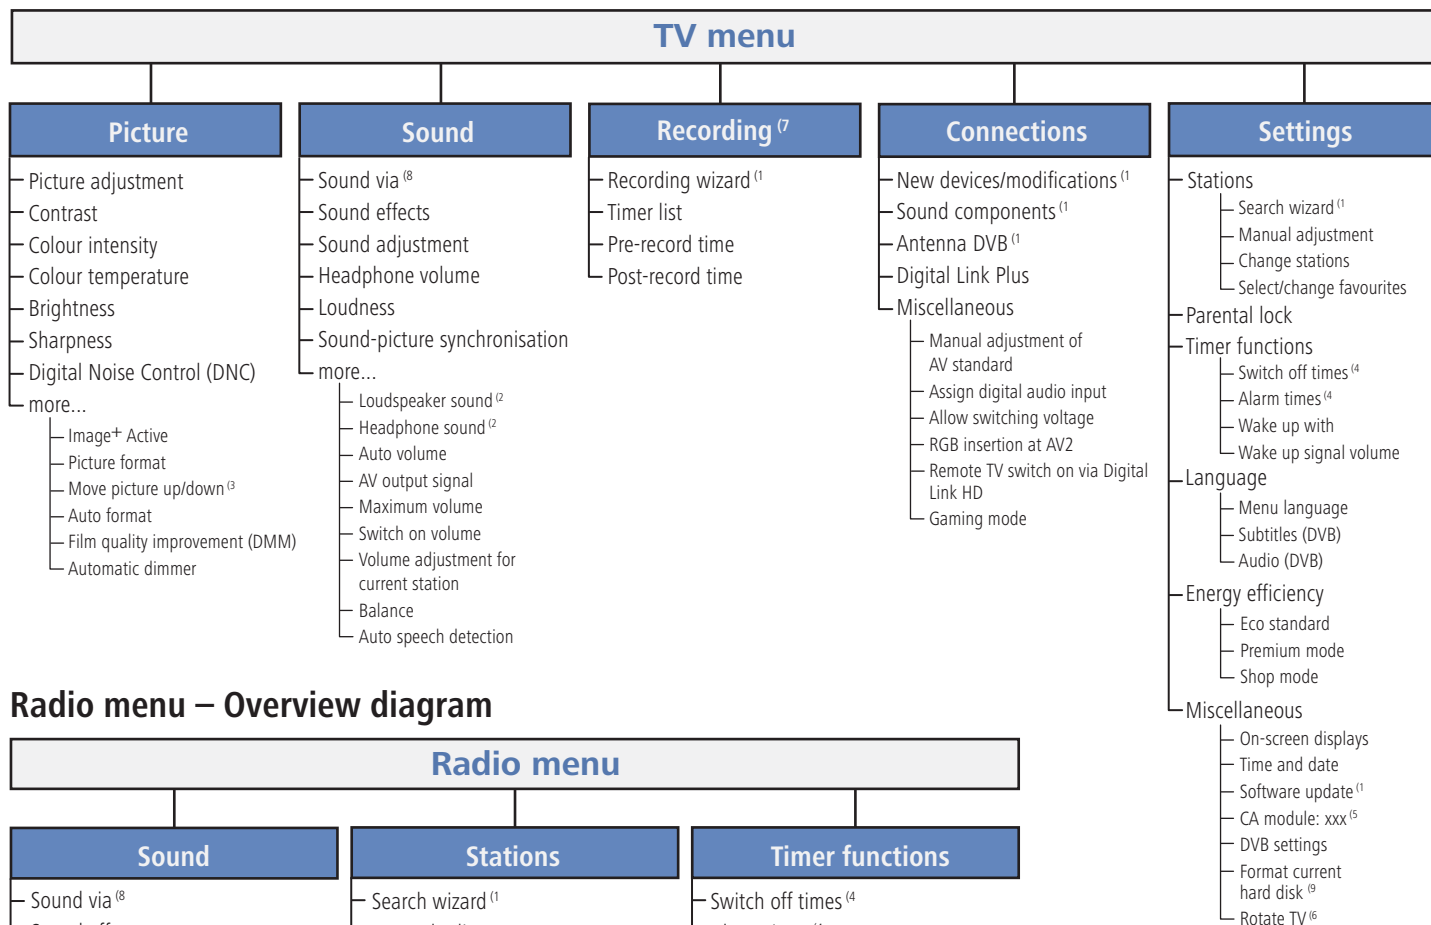 TV menu
Picture
Picture adjustment
Contrast
Colour intensity
Colour temperature
Brightness
Sharpness
Digital Noise Control (DNC)
more...
Image+ Active
Picture format
Move picture up/down (3
Auto format
Film quality improvement (DMM)
Automatic dimmer
Sound
Sound via (8
Sound effects
Sound adjustment
Headphone volume
Loudness
Sound-picture synchronisation
more...
Loudspeaker sound (2
Headphone sound (2
Auto volume
AV output signal
Maximum volume
Switch on volume
Volume adjustment for
current station
Balance
Auto speech detection
Recording (7
Recording wizard (1
Timer list
Pre-record time
Post-record time
Connections
New devices/modifications (1
Sound components (1
Antenna DVB (1
Digital Link Plus
Miscellaneous
Manual adjustment of
AV standard
Assign digital audio input
Allow switching voltage
RGB insertion at AV2
Remote TV switch on via Digital
Link HD
Gaming mode
Settings
Stations
Search wizard (1
Manual adjustment
Change stations
Select/change favourites
Parental lock
Timer functions
Switch off times (4
Alarm times (4
Wake up with
Wake up signal volume
Language
Menu language
Subtitles (DVB)
Audio (DVB)
Energy efficiency
Eco standard
Premium mode
Shop mode
Miscellaneous
On-screen displays
Time and date
Software update (1
CA module: xxx (5
DVB settings
Format current
hard disk (9
Rotate TV (6
Radio menu – Overview diagram
Radio menu
Sound
Sound via (8
Stations
Search wizard (1
Timer functions
Switch off times (4